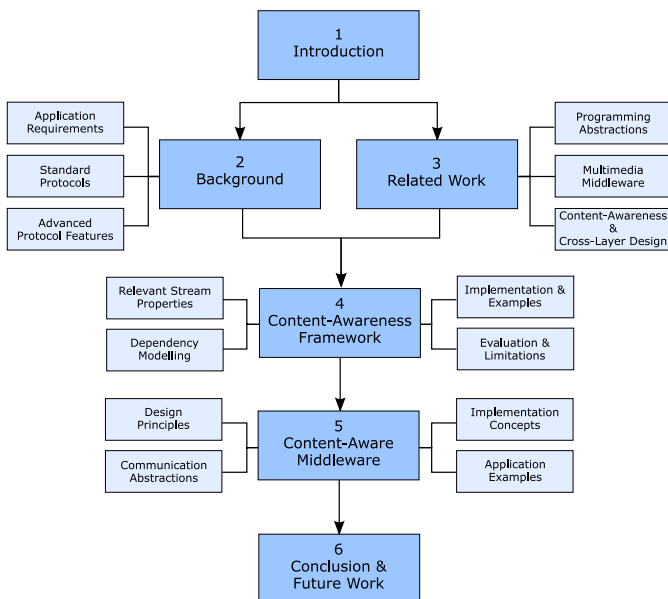 1
Introduction
Application
Requirements
Standard
Protocols
Advanced
Protocol Features
2
Background
3
Related Work
Programming
Abstractions
Multimedia
Middleware
Content-Awareness
&
Cross-Layer Design
Relevant Stream
Properties
Dependency
Modelling
4
Content-Awareness
Framework
Implementation &
Examples
Evaluation &
Limitations
Design
Principles
Communication
Abstractions
5
Content-Aware
Middleware
Implementation
Concepts
Application
Examples
6
Conclusion &
Future Work